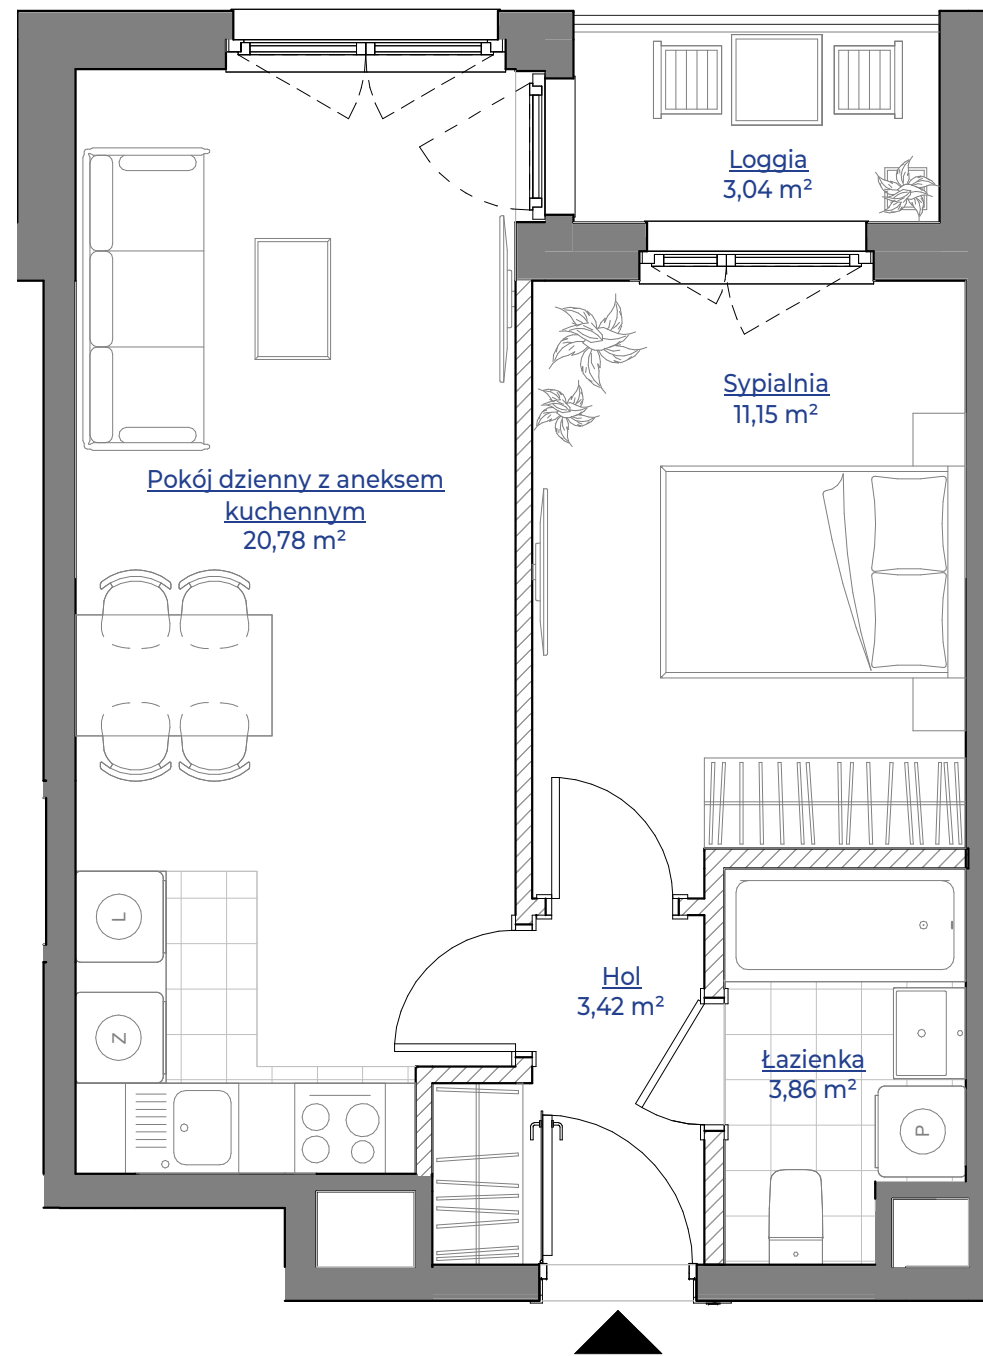 Loggia
3,04 m²
Sypialnia
11,15 m²
Pokój dzienny z aneksem
kuchennym
20,78 m²
L
Hol
3,42 m²
Z
Łazienka
3,86 m²
P